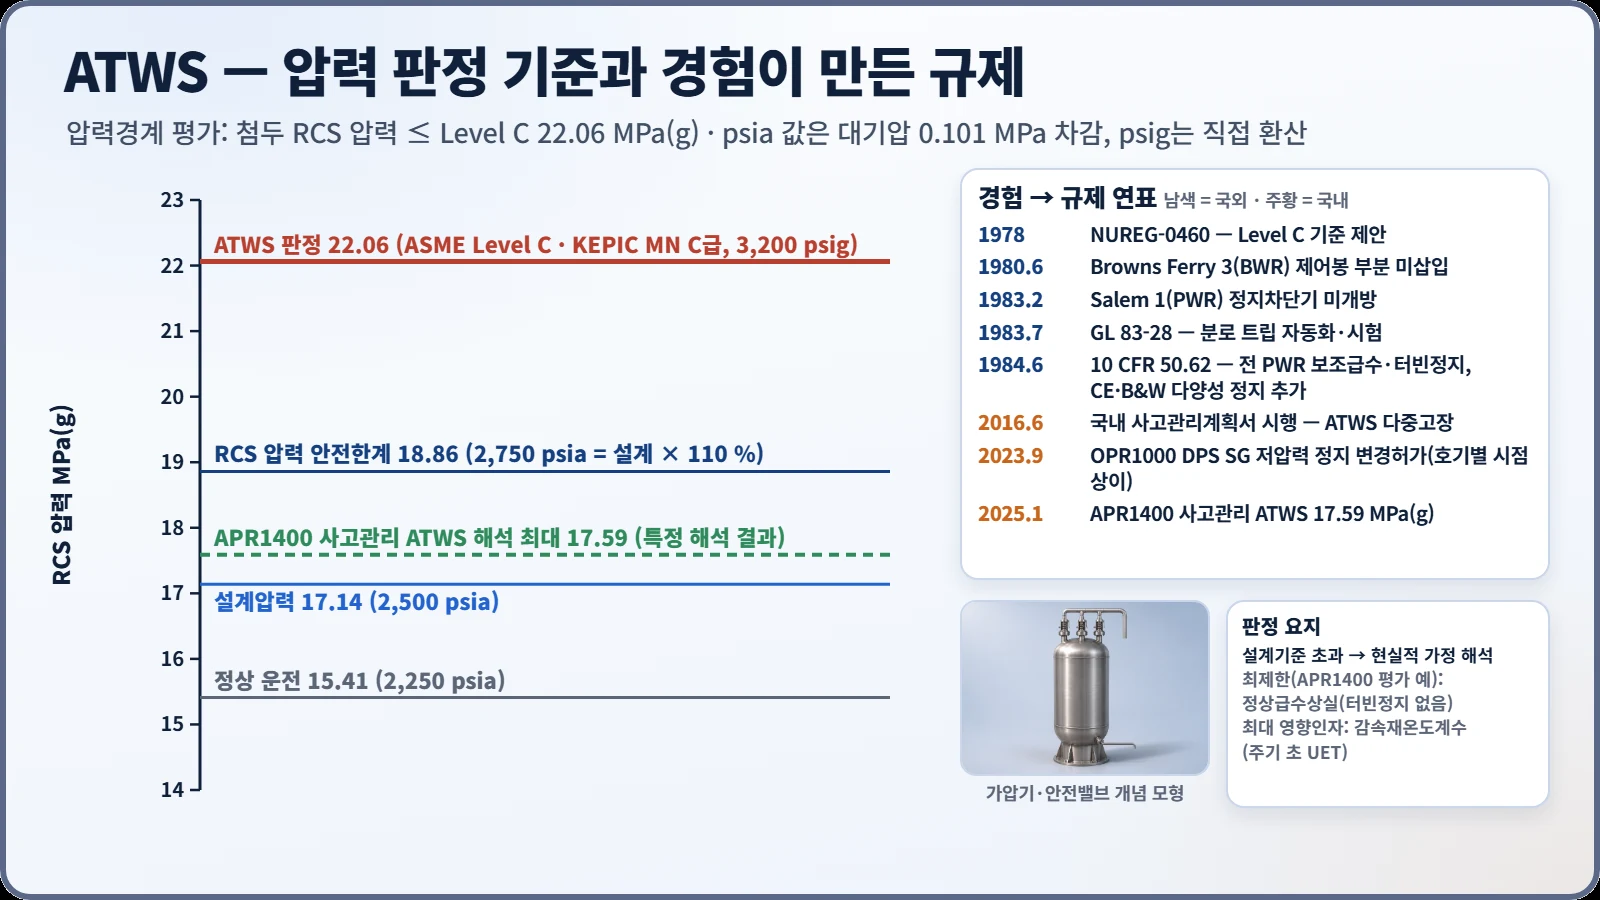 ATWS — 압력 판정 기준과 경험이 만든 규제
압력경계 평가: 첨두 RCS 압력 ≤ Level C 22.06 MPa(g) · psia 값은 대기압 0.101 MPa 차감, psig는 직접 환산
RCS 압력 MPa(g)
23
22
21
20
19
18
17
16
15
14
ATWS 판정 22.06 (ASME Level C · KEPIC MN C급, 3,200 psig)
RCS 압력 안전한계 18.86 (2,750 psia = 설계 × 110 %)
APR1400 사고관리 ATWS 해석 최대 17.59 (특정 해석 결과)
설계압력 17.14 (2,500 psia)
정상 운전 15.41 (2,250 psia)
경험 → 규제 연표 남색 = 국외 · 주황 = 국내
1978 NUREG-0460 — Level C 기준 제안
1980.6 Browns Ferry 3(BWR) 제어봉 부분 미삽입
1983.2 Salem 1(PWR) 정지차단기 미개방
1983.7 GL 83-28 — 분로 트립 자동화·시험
1984.6 10 CFR 50.62 — 전 PWR 보조급수·터빈정지,
CE·B&W 다양성 정지 추가
2016.6 국내 사고관리계획서 시행 — ATWS 다중고장
2023.9 OPR1000 DPS SG 저압력 정지 변경허가(호기별 시점
상이)
2025.1 APR1400 사고관리 ATWS 17.59 MPa(g)
가압기·안전밸브 개념 모형
판정 요지
설계기준 초과 → 현실적 가정 해석
최제한(APR1400 평가 예):
정상급수상실(터빈정지 없음)
최대 영향인자: 감속재온도계수
(주기 초 UET)